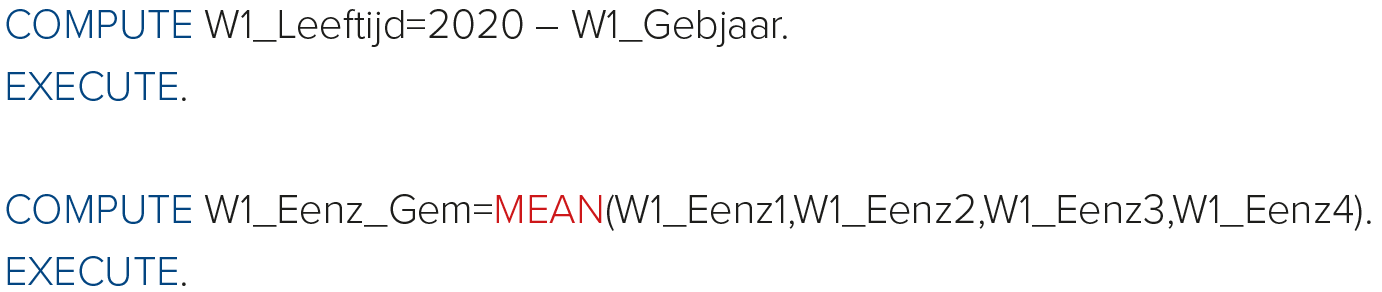 COMPUTE W1_Leeftijd=2020 – W1_Gebjaar.
EXECUTE.
COMPUTE W1_Eenz_Gem=MEAN(W1_Eenz1,W1_Eenz2,W1_Eenz3,W1_Eenz4).
EXECUTE.